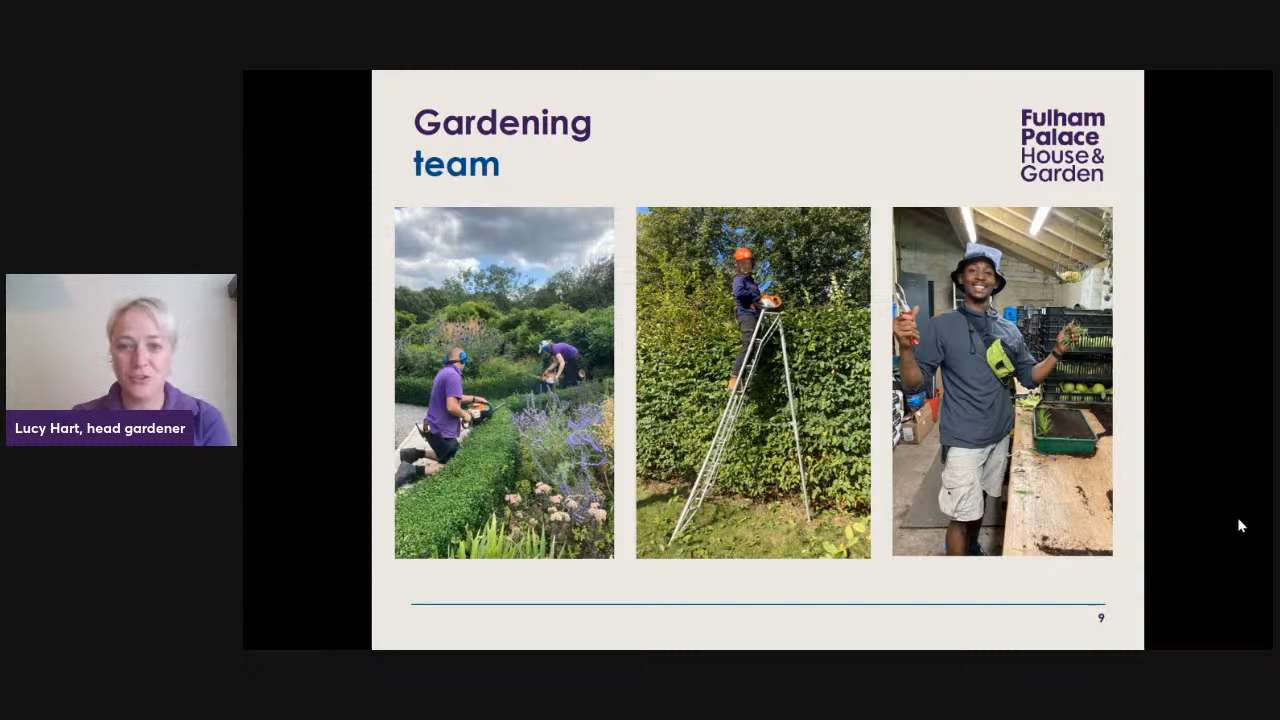 Gardening
team
Fulham
Palace
House &
Garden
Lucy Hart, head gardener
9